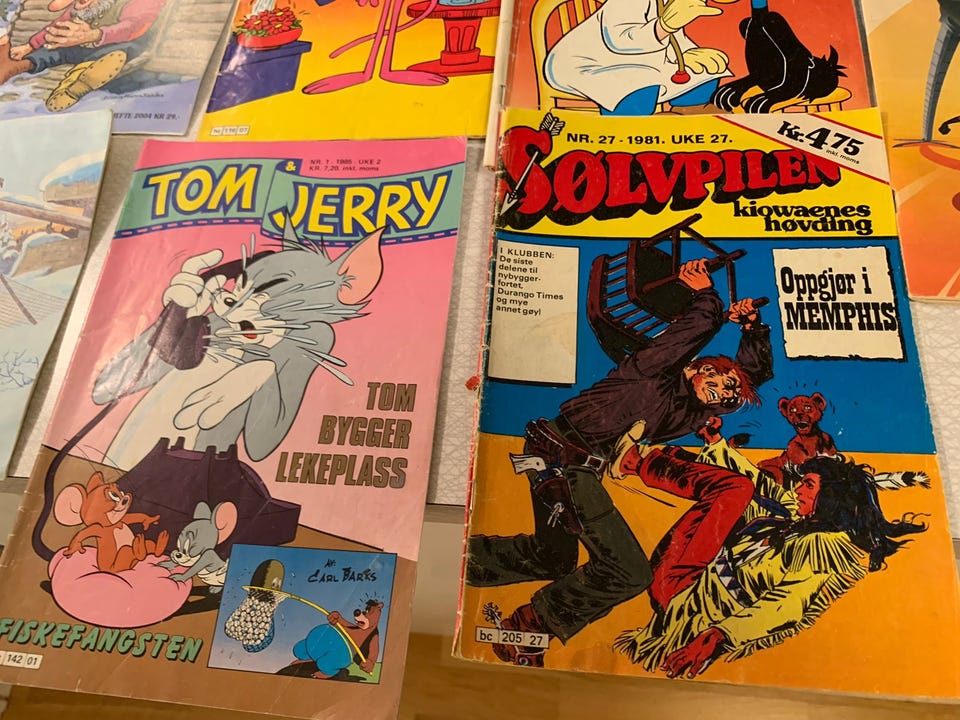 HEFTE 2004 KR 29,-
hc 116 07
TOM & JERRY
NR. 1 - 1985 - UKE 2
KR. 7,20. inkl. moms
TOM
BYGGER
LEKEPLASS
AV:
CARL BARKS
FISKEFANGSTEN
142 01
NR. 27 - 1981. UKE 27.
Kr. 4.75
inkl. moms
SØLVPILEN
kiowaenes
høvding
I KLUBBEN:
De siste
delene til
nybygger-
fortet,
Durango Times
og mye
annet gøy!
Oppgjør i
MEMPHIS
bc 205 27